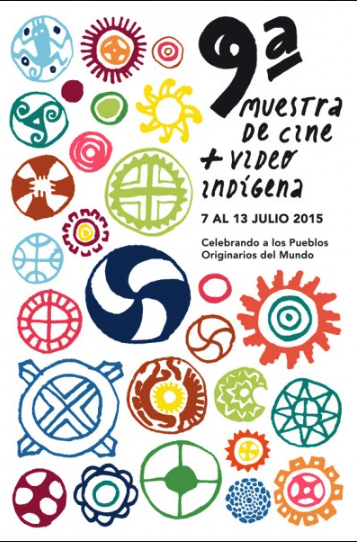 9ª
MUESTRA
DE CINE
+ VIDEO
INDÍGENA
7 AL 13 JULIO 2015
Celebrando a los Pueblos
Originarios del Mundo